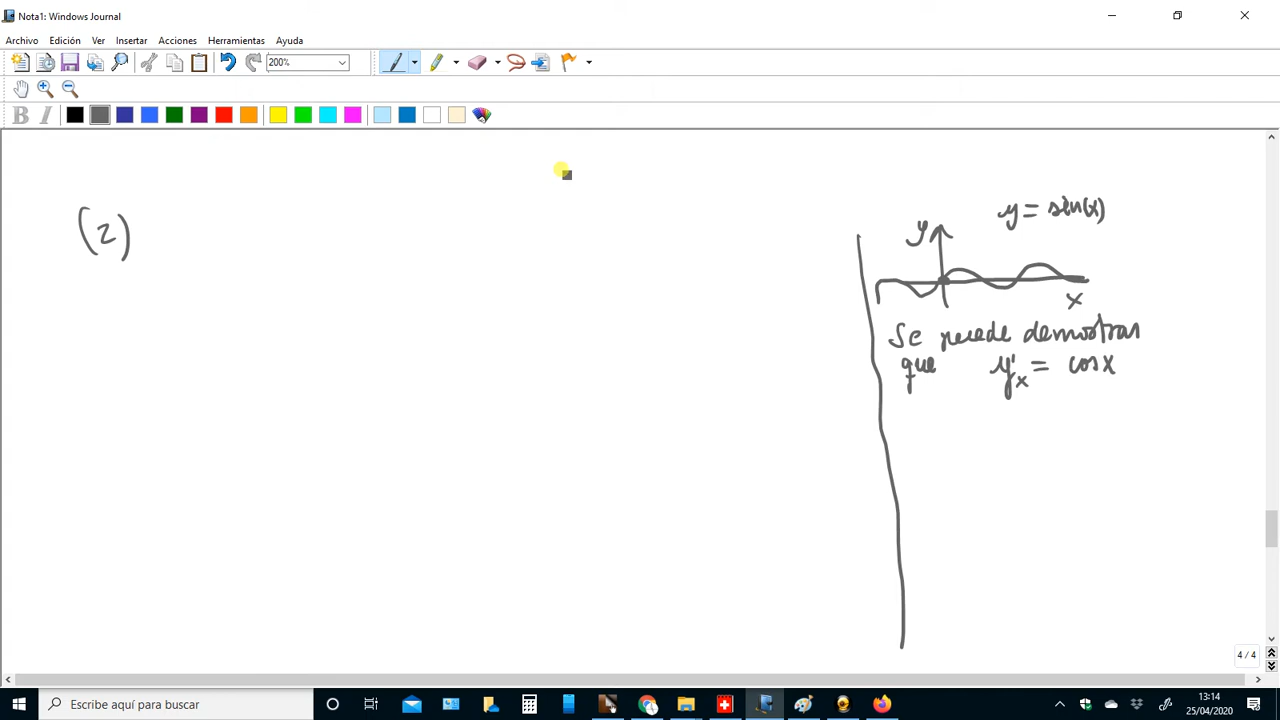 Nota1: Windows Journal
Archivo Edición Ver Insertar Acciones Herramientas Ayuda
200%
B I
(2)
y = sen(x)
y
x
Se puede demostrar
que y'x = cosx
4 / 4
Escribe aquí para buscar
13:14
25/04/2020